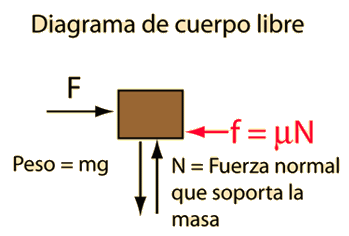 Diagrama de cuerpo libre
F
f = μN
Peso = mg
N = Fuerza normal
que soporta la
masa